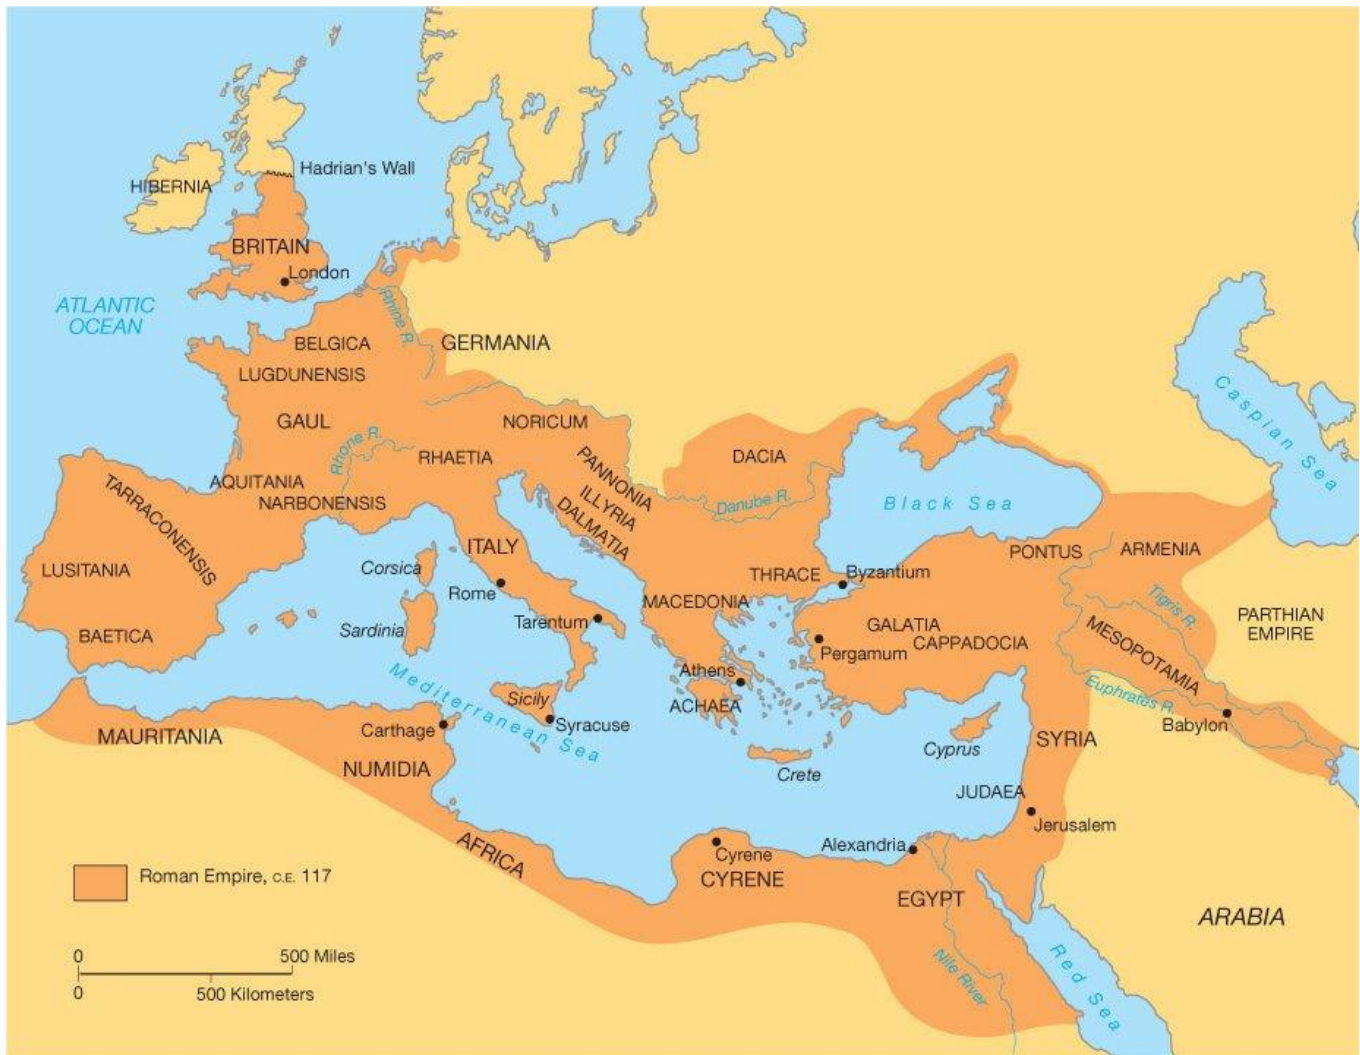 Hadrian's Wall
HIBERNIA
BRITAIN
London
ATLANTIC
OCEAN
Rhine R.
BELGICA
GERMANIA
LUGDUNENSIS
GAUL
NORICUM
Rhone R.
RHAETIA
PANNONIA
ILLYRIA
DALMATIA
DACIA
Danube R.
Black Sea
Caspian Sea
AQUITANIA
NARBONENSIS
TARRACONENSIS
LUSITANIA
BAETICA
Corsica
ITALY
Rome
Sardinia
Tarentum
MACEDONIA
THRACE
Byzantium
PONTUS
ARMENIA
Tigris R.
PARTHIAN
EMPIRE
GALATIA
CAPPADOCIA
Pergamum
MESOPOTAMIA
Euphrates R.
Babylon
Athens
ACHAEA
Mediterranean Sea
Sicily
Syracuse
Carthage
MAURITANIA
NUMIDIA
Crete
Cyprus
SYRIA
JUDAEA
Jerusalem
AFRICA
Cyrene
CYRENE
Alexandria
EGYPT
Nile River
Red Sea
ARABIA
Roman Empire, C.E. 117
0 500 Miles
0 500 Kilometers